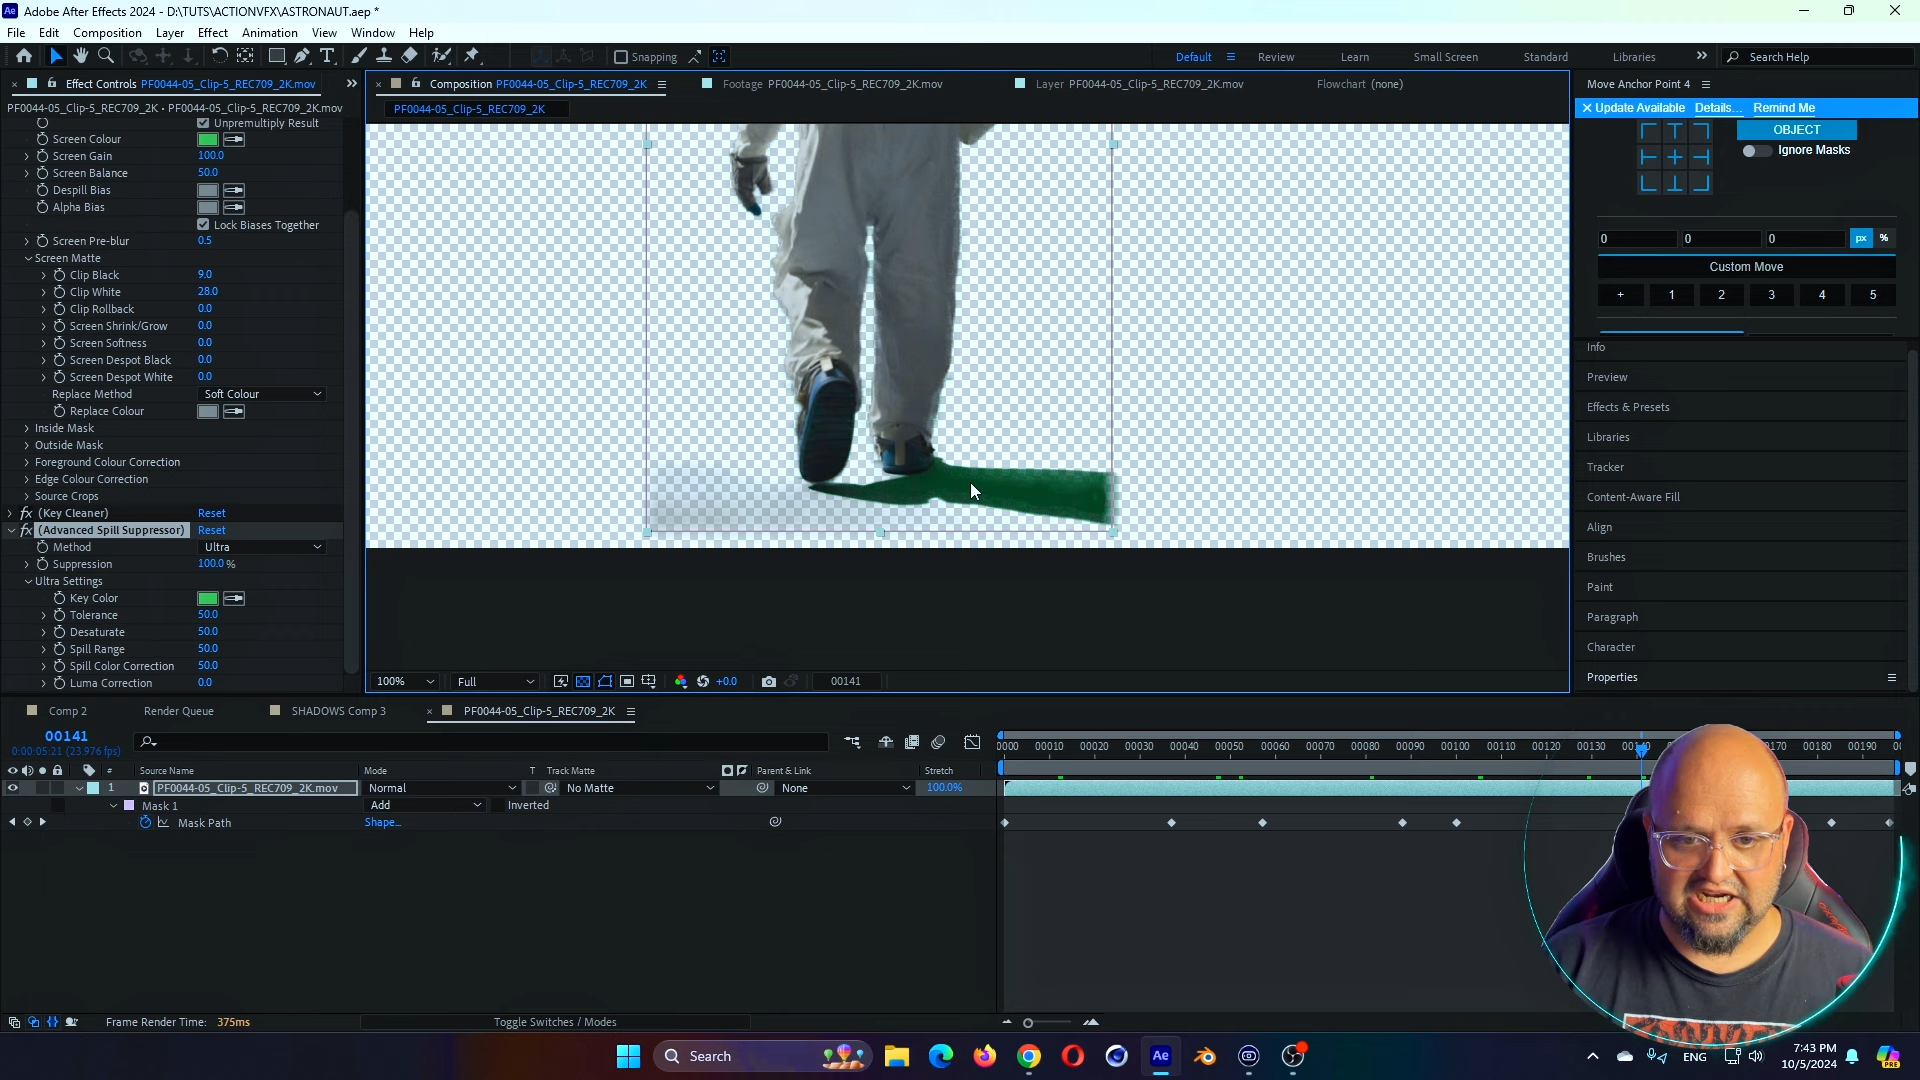 Adobe After Effects 2024 - D:\TUTS\ACTIONVFX\ASTRONAUT.aep *
File Edit Composition Layer Effect Animation View Window Help
Snapping Default Review Learn Small Screen Standard Libraries Search Help
Effect Controls PF0044-05_Clip-5_REC709_2K.mov
Composition PF0044-05_Clip-5_REC709_2K
Footage PF0044-05_Clip-5_REC709_2K.mov
Layer PF0044-05_Clip-5_REC709_2K.mov
Flowchart (none)
Move Anchor Point 4
PF0044-05_Clip-5_REC709_2K • PF0044-05_Clip-5_REC709_2K.mov
PF0044-05_Clip-5_REC709_2K
Update Available Details... Remind Me
Unpremultiply Result
Screen Colour
Screen Gain 100.0
Screen Balance 50.0
Despill Bias
Alpha Bias
Lock Biases Together
Screen Pre-blur 0.5
Screen Matte
Clip Black 9.0
Clip White 28.0
Clip Rollback 0.0
Screen Shrink/Grow 0.0
Screen Softness 0.0
Screen Despot Black 0.0
Screen Despot White 0.0
Replace Method Soft Colour
Replace Colour
Inside Mask
Outside Mask
Foreground Colour Correction
Edge Colour Correction
Source Crops
fx (Key Cleaner) Reset
fx (Advanced Spill Suppressor) Reset
Method Ultra
Suppression 100.0 %
Ultra Settings
Key Color
Tolerance 50.0
Desaturate 50.0
Spill Range 50.0
Spill Color Correction 50.0
Luma Correction 0.0
OBJECT
Ignore Masks
0 0 0 px %
Custom Move
+ 1 2 3 4 5
Info
Preview
Effects & Presets
Libraries
Tracker
Content-Aware Fill
Align
Brushes
Paint
Paragraph
Character
Properties
100% Full +0.0 00141
Comp 2 Render Queue SHADOWS Comp 3 PF0044-05_Clip-5_REC709_2K
00141
0:00:05:21 (23.976 fps)
0000 00010 00020 00030 00040 00050 00060 00070 00080 00090 00100 00110 00120 00130 00180 00190
# Source Name Mode T Track Matte Parent & Link Stretch
1 PF0044-05_Clip-5_REC709_2K.mov Normal No Matte None 100.0%
Mask 1 Add Inverted
Mask Path Shape...
Frame Render Time: 375ms
Toggle Switches / Modes
Search
Ae
ENG
7:43 PM
10/5/2024
PRE